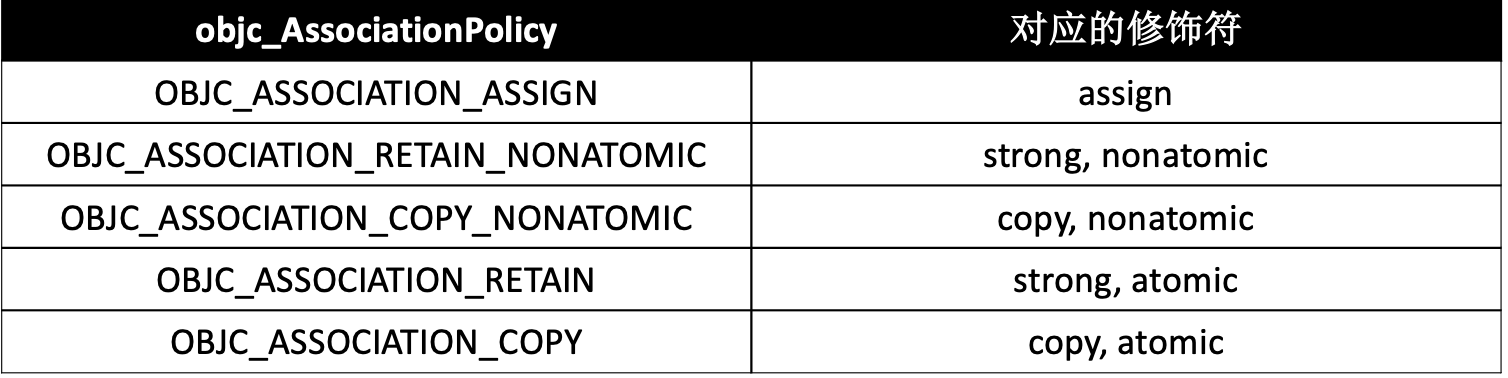 objc_AssociationPolicy 对应的修饰符
OBJC_ASSOCIATION_ASSIGN assign
OBJC_ASSOCIATION_RETAIN_NONATOMIC strong, nonatomic
OBJC_ASSOCIATION_COPY_NONATOMIC copy, nonatomic
OBJC_ASSOCIATION_RETAIN strong, atomic
OBJC_ASSOCIATION_COPY copy, atomic